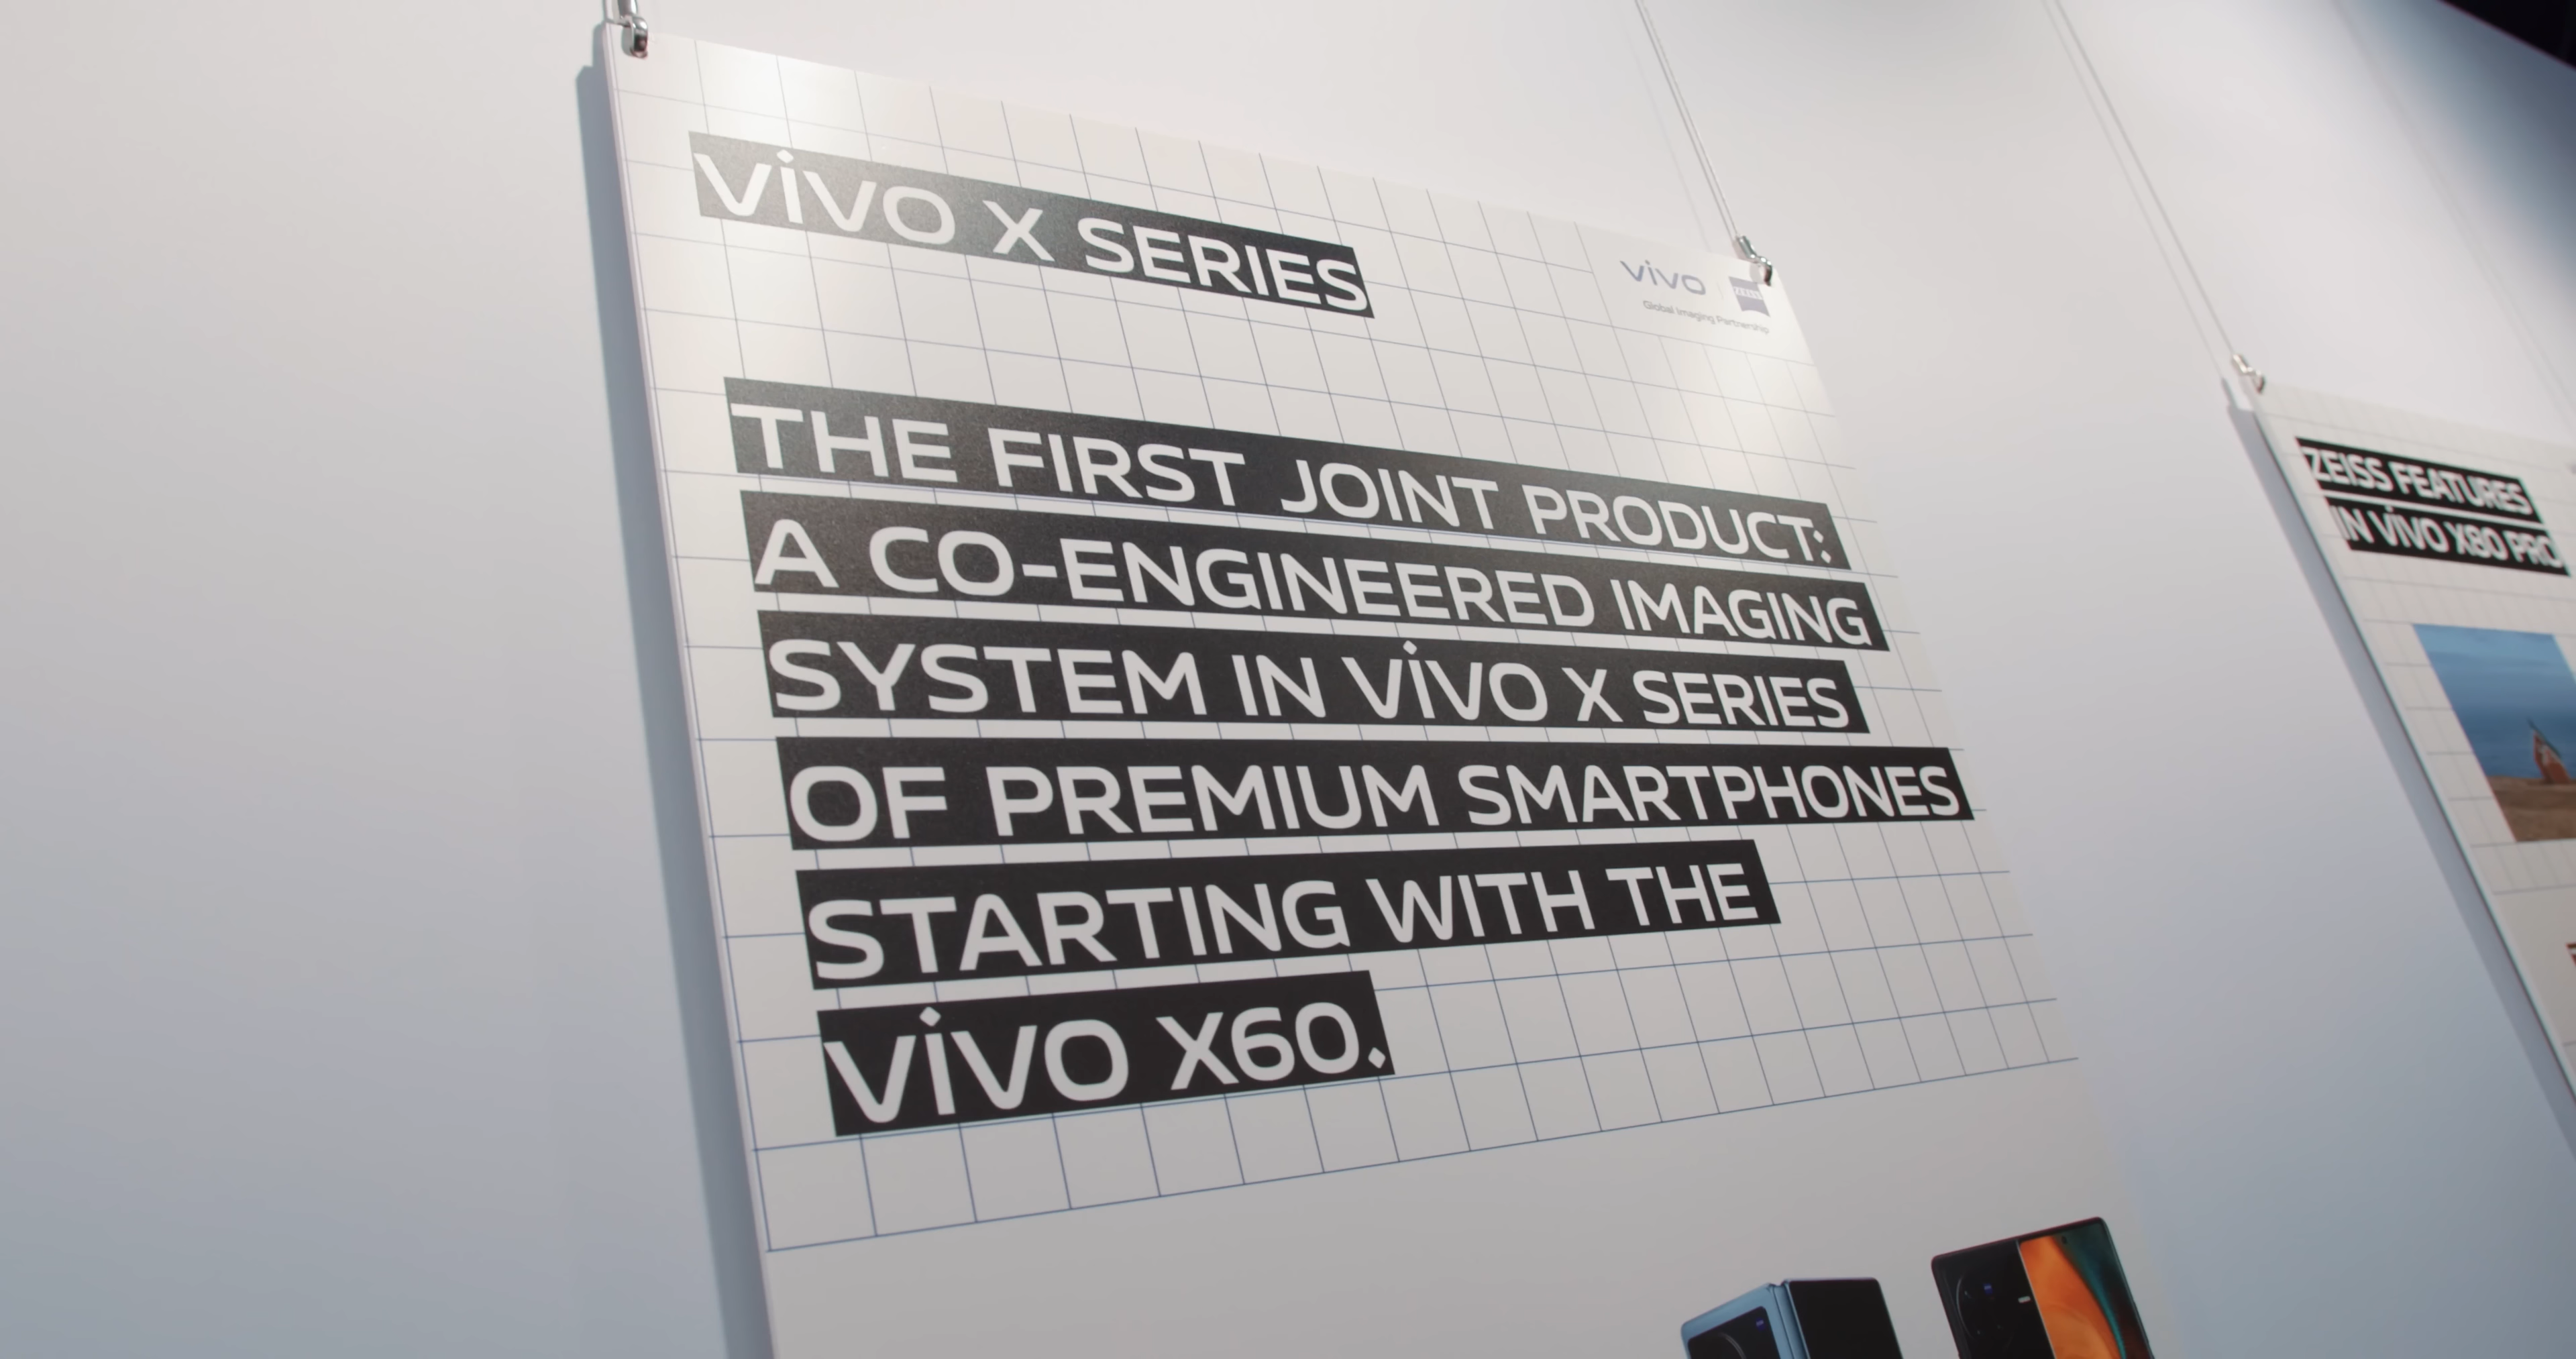 VIVO X SERIES
vivo ZEISS
Global Imaging Partnership
THE FIRST JOINT PRODUCT:
A CO-ENGINEERED IMAGING
SYSTEM IN VIVO X SERIES
OF PREMIUM SMARTPHONES
STARTING WITH THE
VIVO X60.
ZEISS FEATURES
IN VIVO X80 PRO